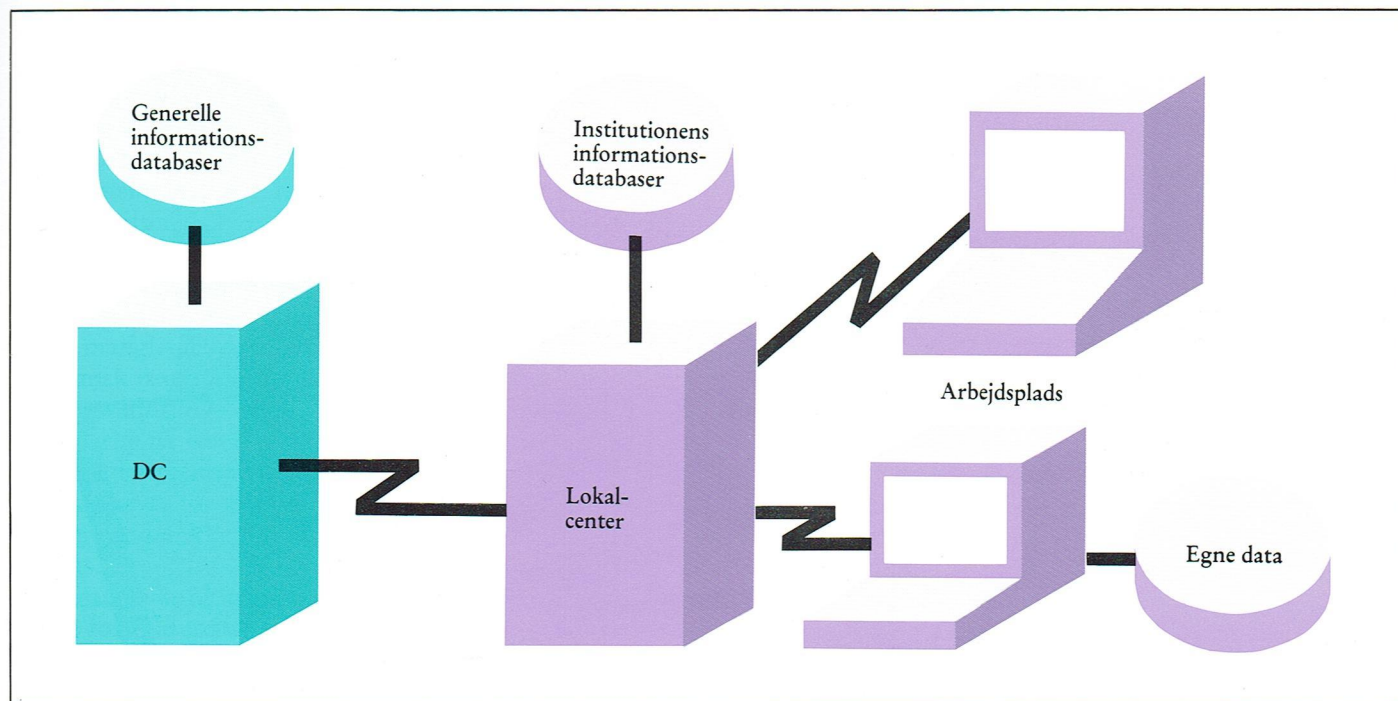 Generelle
informations-
databaser
Institutionens
informations-
databaser
Arbejdsplads
DC
Lokal-
center
Egne data